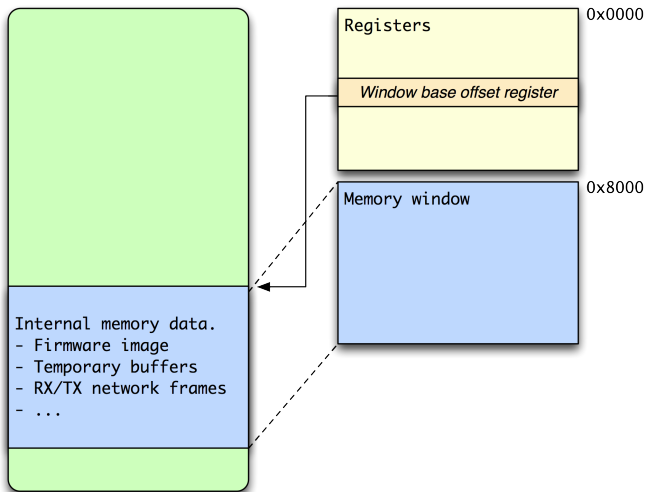 Registers
0x0000
Window base offset register
Memory window
0x8000
Internal memory data.
- Firmware image
- Temporary buffers
- RX/TX network frames
- ...